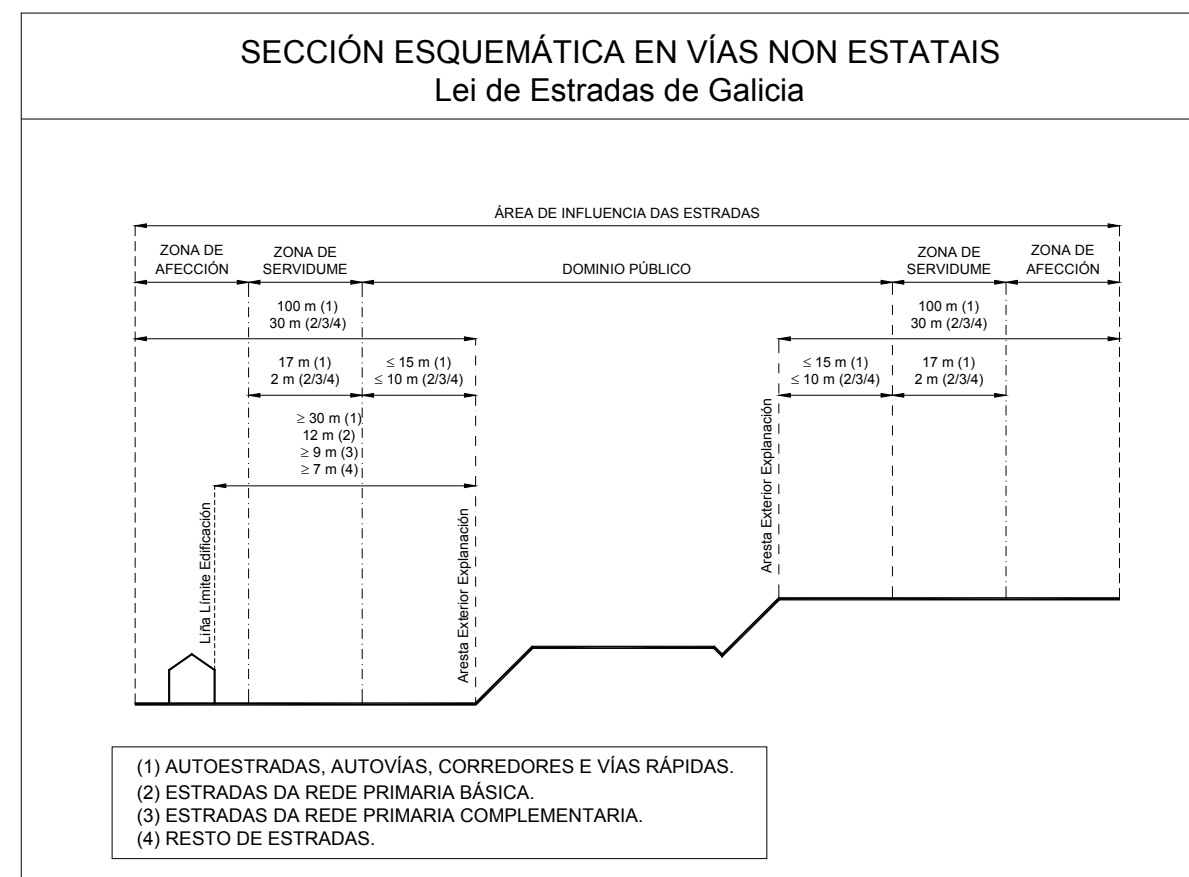 SECCIÓN ESQUEMÁTICA EN VÍAS NON ESTATAIS
Lei de Estradas de Galicia
ÁREA DE INFLUENCIA DAS ESTRADAS
ZONA DE
AFECCIÓN
ZONA DE
SERVIDUME
DOMINIO PÚBLICO
ZONA DE
SERVIDUME
ZONA DE
AFECCIÓN
100 m (1)
30 m (2/3/4)
100 m (1)
30 m (2/3/4)
17 m (1)
2 m (2/3/4)
≤ 15 m (1)
≤ 10 m (2/3/4)
≤ 15 m (1)
≤ 10 m (2/3/4)
17 m (1)
2 m (2/3/4)
≥ 30 m (1)
12 m (2)
≥ 9 m (3)
≥ 7 m (4)
Liña Límite Edificación
Aresta Exterior Explanación
Aresta Exterior Explanación
(1) AUTOESTRADAS, AUTOVÍAS, CORREDORES E VÍAS RÁPIDAS.
(2) ESTRADAS DA REDE PRIMARIA BÁSICA.
(3) ESTRADAS DA REDE PRIMARIA COMPLEMENTARIA.
(4) RESTO DE ESTRADAS.